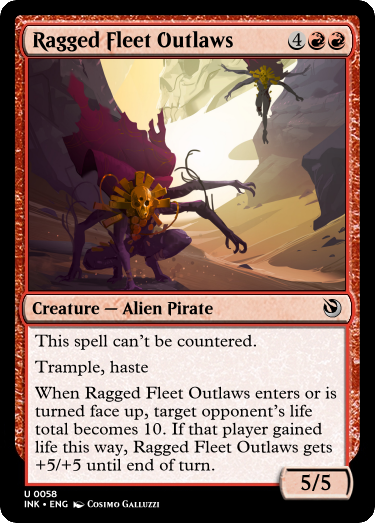 Ragged Fleet Outlaws 4
Creature — Alien Pirate
This spell can't be countered.
Trample, haste
When Ragged Fleet Outlaws enters or is
turned face up, target opponent's life
total becomes 10. If that player gained
life this way, Ragged Fleet Outlaws gets
+5/+5 until end of turn.
5/5
U 0058
INK • ENG Cosimo Galluzzi